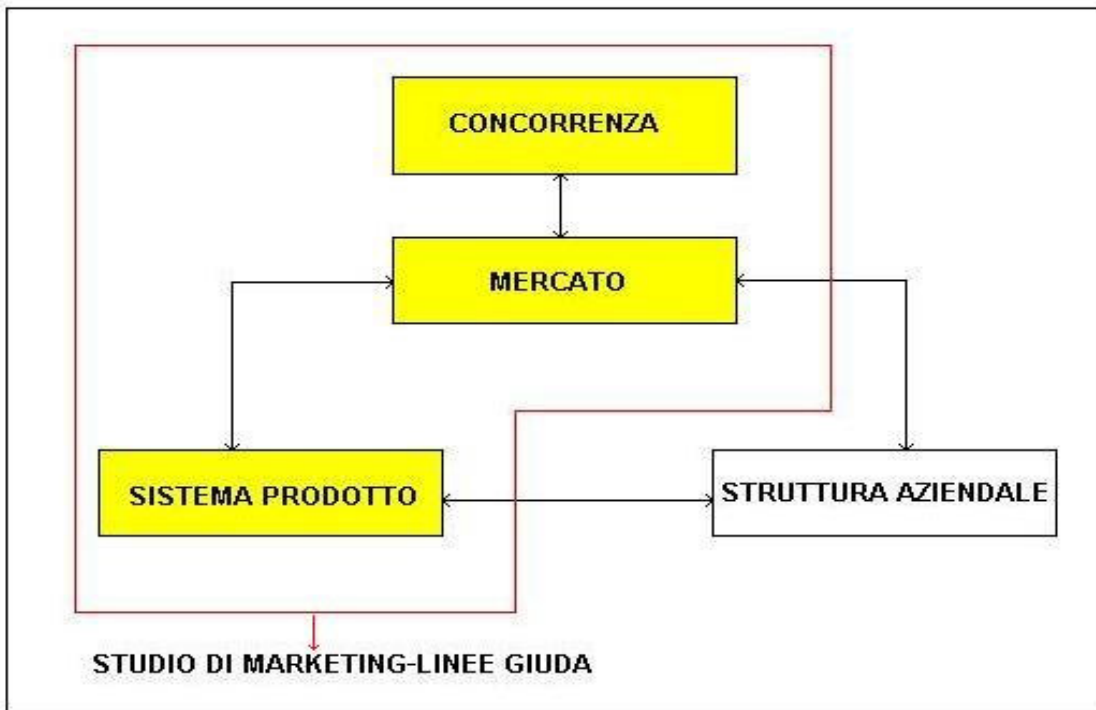 CONCORRENZA
MERCATO
SISTEMA PRODOTTO
STRUTTURA AZIENDALE
STUDIO DI MARKETING-LINEE GIUDA